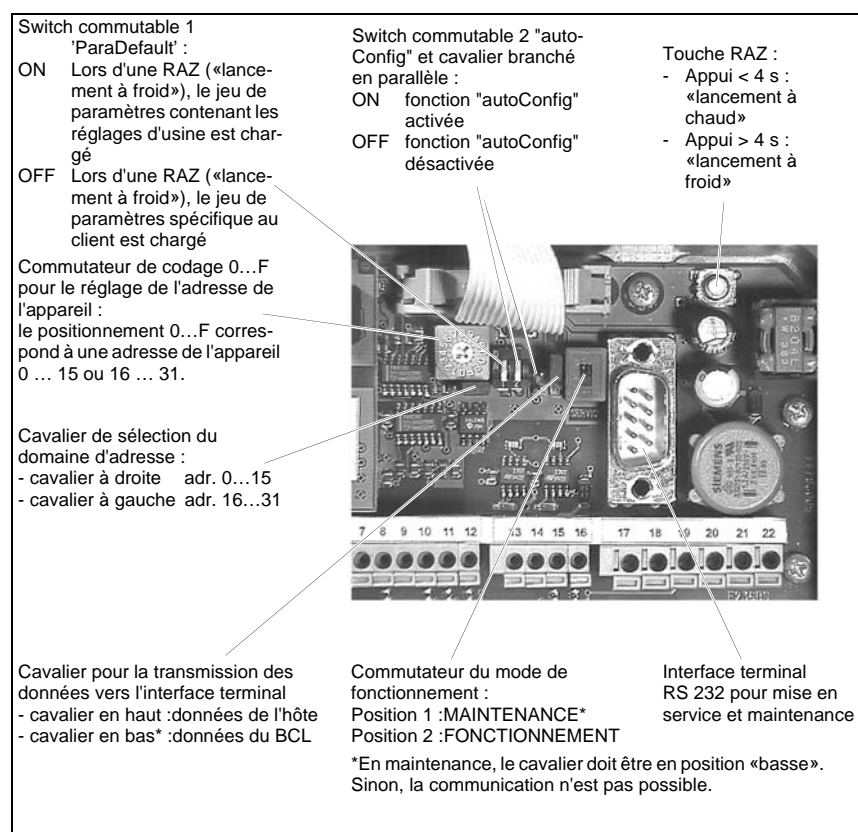 Switch commutable 1
'ParaDefault' :
ON Lors d'une RAZ («lance-
ment à froid»), le jeu de
paramètres contenant les
réglages d'usine est char-
gé
OFF Lors d'une RAZ («lance-
ment à froid»), le jeu de
paramètres spécifique au
client est chargé
Switch commutable 2 "auto-
Config" et cavalier branché
en parallèle :
ON fonction "autoConfig"
activée
OFF fonction "autoConfig"
désactivée
Touche RAZ :
- Appui < 4 s :
«lancement à
chaud»
- Appui > 4 s :
«lancement à
froid»
Commutateur de codage 0…F
pour le réglage de l'adresse de
l'appareil :
le positionnement 0…F corres-
pond à une adresse de l'appareil
0 … 15 ou 16 … 31.
Cavalier de sélection du
domaine d'adresse :
- cavalier à droite adr. 0…15
- cavalier à gauche adr. 16…31
SERVIC
SIEMENS
7 8 9 10 11 12 13 14 15 16 17 18 19 20 21 22
Cavalier pour la transmission des
données vers l'interface terminal
- cavalier en haut :données de l'hôte
- cavalier en bas* :données du BCL
Commutateur du mode de
fonctionnement :
Position 1 :MAINTENANCE*
Position 2 :FONCTIONNEMENT
*En maintenance, le cavalier doit être en position «basse».
Sinon, la communication n'est pas possible.
Interface terminal
RS 232 pour mise en
service et maintenance